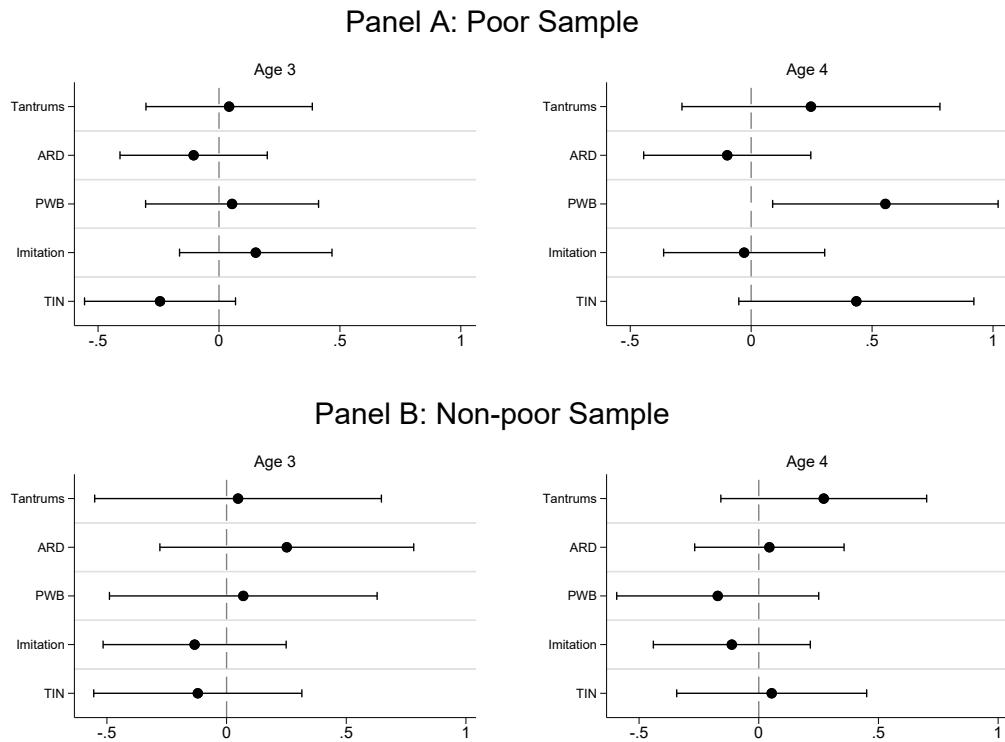 Panel A: Poor Sample
Age 3
Tantrums
ARD
PWB
Imitation
TIN
-.5 0 .5 1
Age 4
Tantrums
ARD
PWB
Imitation
TIN
-.5 0 .5 1
Panel B: Non-poor Sample
Age 3
Tantrums
ARD
PWB
Imitation
TIN
-.5 0 .5 1
Age 4
Tantrums
ARD
PWB
Imitation
TIN
-.5 0 .5 1